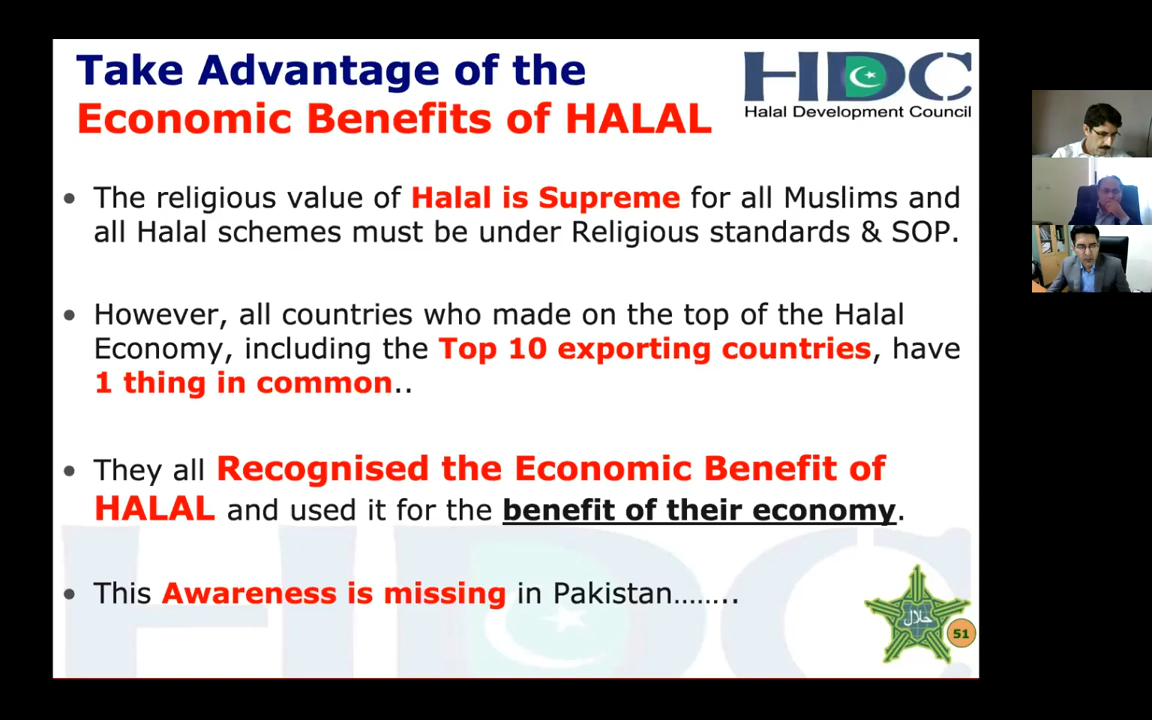 Take Advantage of the
Economic Benefits of HALAL
HDC
Halal Development Council
• The religious value of Halal is Supreme for all Muslims and
all Halal schemes must be under Religious standards & SOP.
• However, all countries who made on the top of the Halal
Economy, including the Top 10 exporting countries, have
1 thing in common..
• They all Recognised the Economic Benefit of
HALAL and used it for the benefit of their economy.
• This Awareness is missing in Pakistan……..
حلال
51
HDC